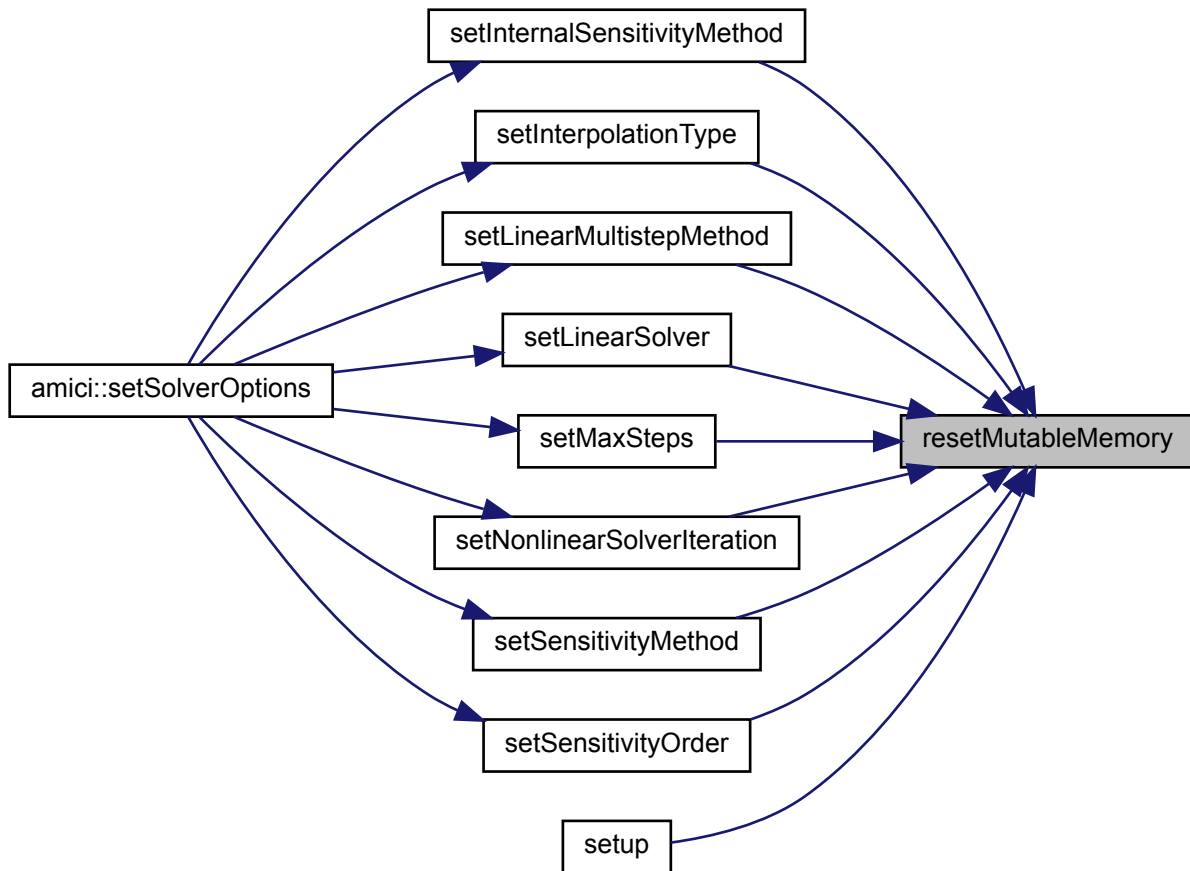 setInternalSensitivityMethod
setInterpolationType
setLinearMultistepMethod
setLinearSolver
amici::setSolverOptions
setMaxSteps
resetMutableMemory
setNonlinearSolverIteration
setSensitivityMethod
setSensitivityOrder
setup